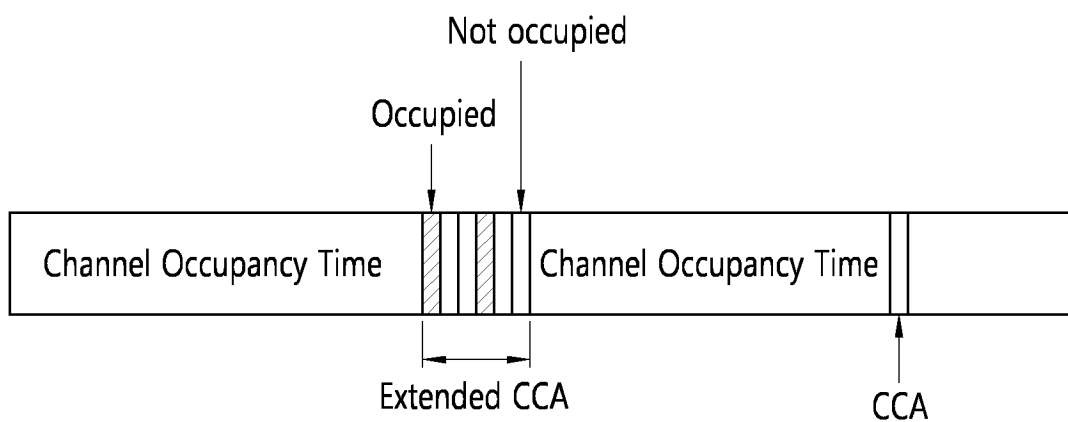 Not occupied
Occupied
Channel Occupancy Time
Channel Occupancy Time
Extended CCA
CCA